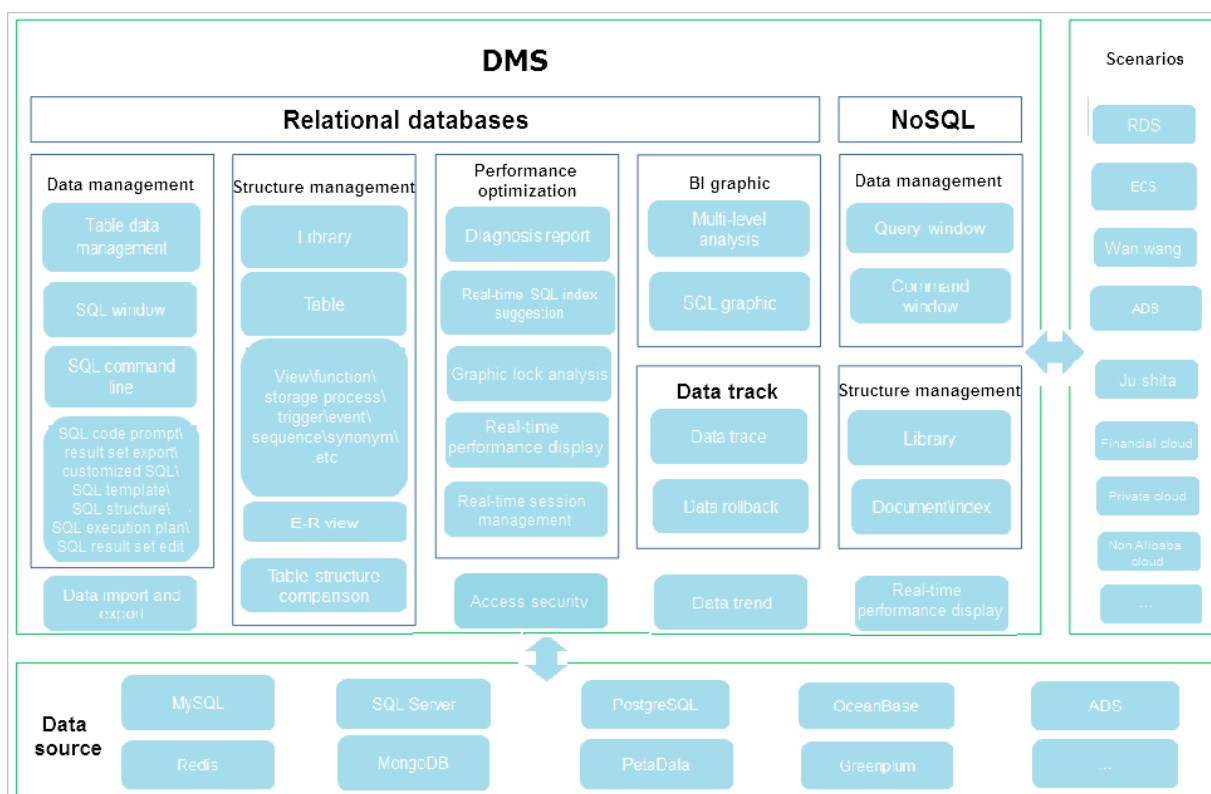 DMS
Relational databases
NoSQL
Data management
Table data
management
SQL window
SQL command
line
SQL code prompt\
result set export\
customized SQL\
SQL template\
SQL structure\
SQL execution plan\
SQL result set edit
Data import and
export
Structure management
Library
Table
View\function\
storage process\
trigger\event\
sequence\synonym\
.etc
E-R view
Table structure
comparison
Performance
optimization
Diagnosis report
Real-time SQL index
suggestion
Graphic lock analysis
Real-time
performance display
Real-time session
management
Access security
BI graphic
Multi-level
analysis
SQL graphic
Data track
Data trace
Data rollback
Data trend
Data management
Query window
Command
window
Structure management
Library
Document\index
Real-time
performance display
Scenarios
RDS
ECS
Wan wang
ADS
Ju shita
Financial cloud
Private cloud
Non Alibaba
cloud
...
Data
source
MySQL
SQL Server
PostgreSQL
OceanBase
ADS
Redis
MongoDB
PetaData
Greenplum
...